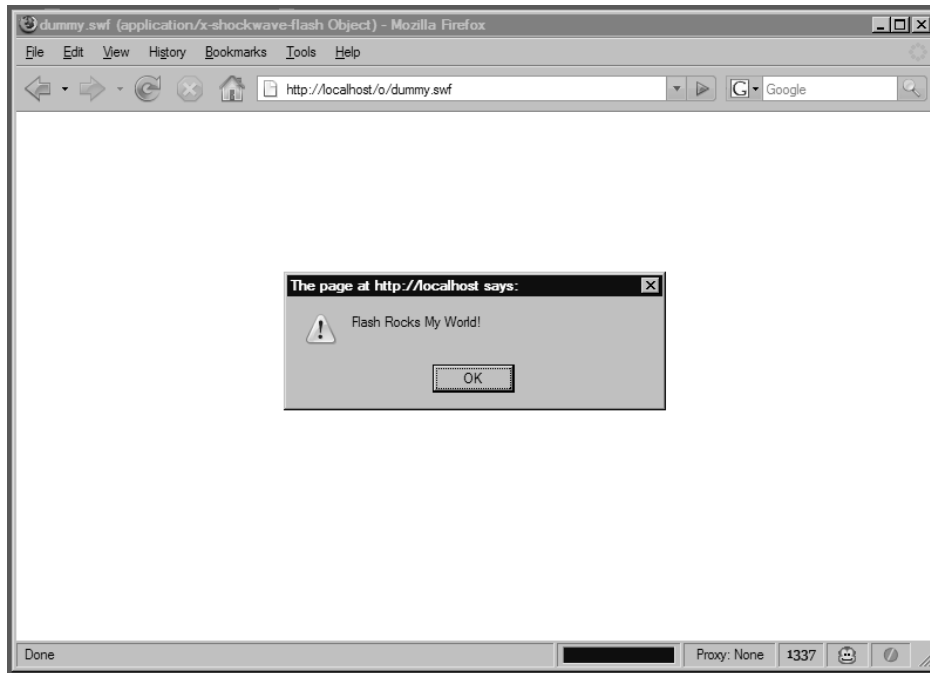 dummy.swf (application/x-shockwave-flash Object) - Mozilla Firefox
File Edit View History Bookmarks Tools Help
http://localhost/o/dummy.swf G Google
The page at http://localhost says:
Flash Rocks My World!
OK
Done Proxy: None 1337